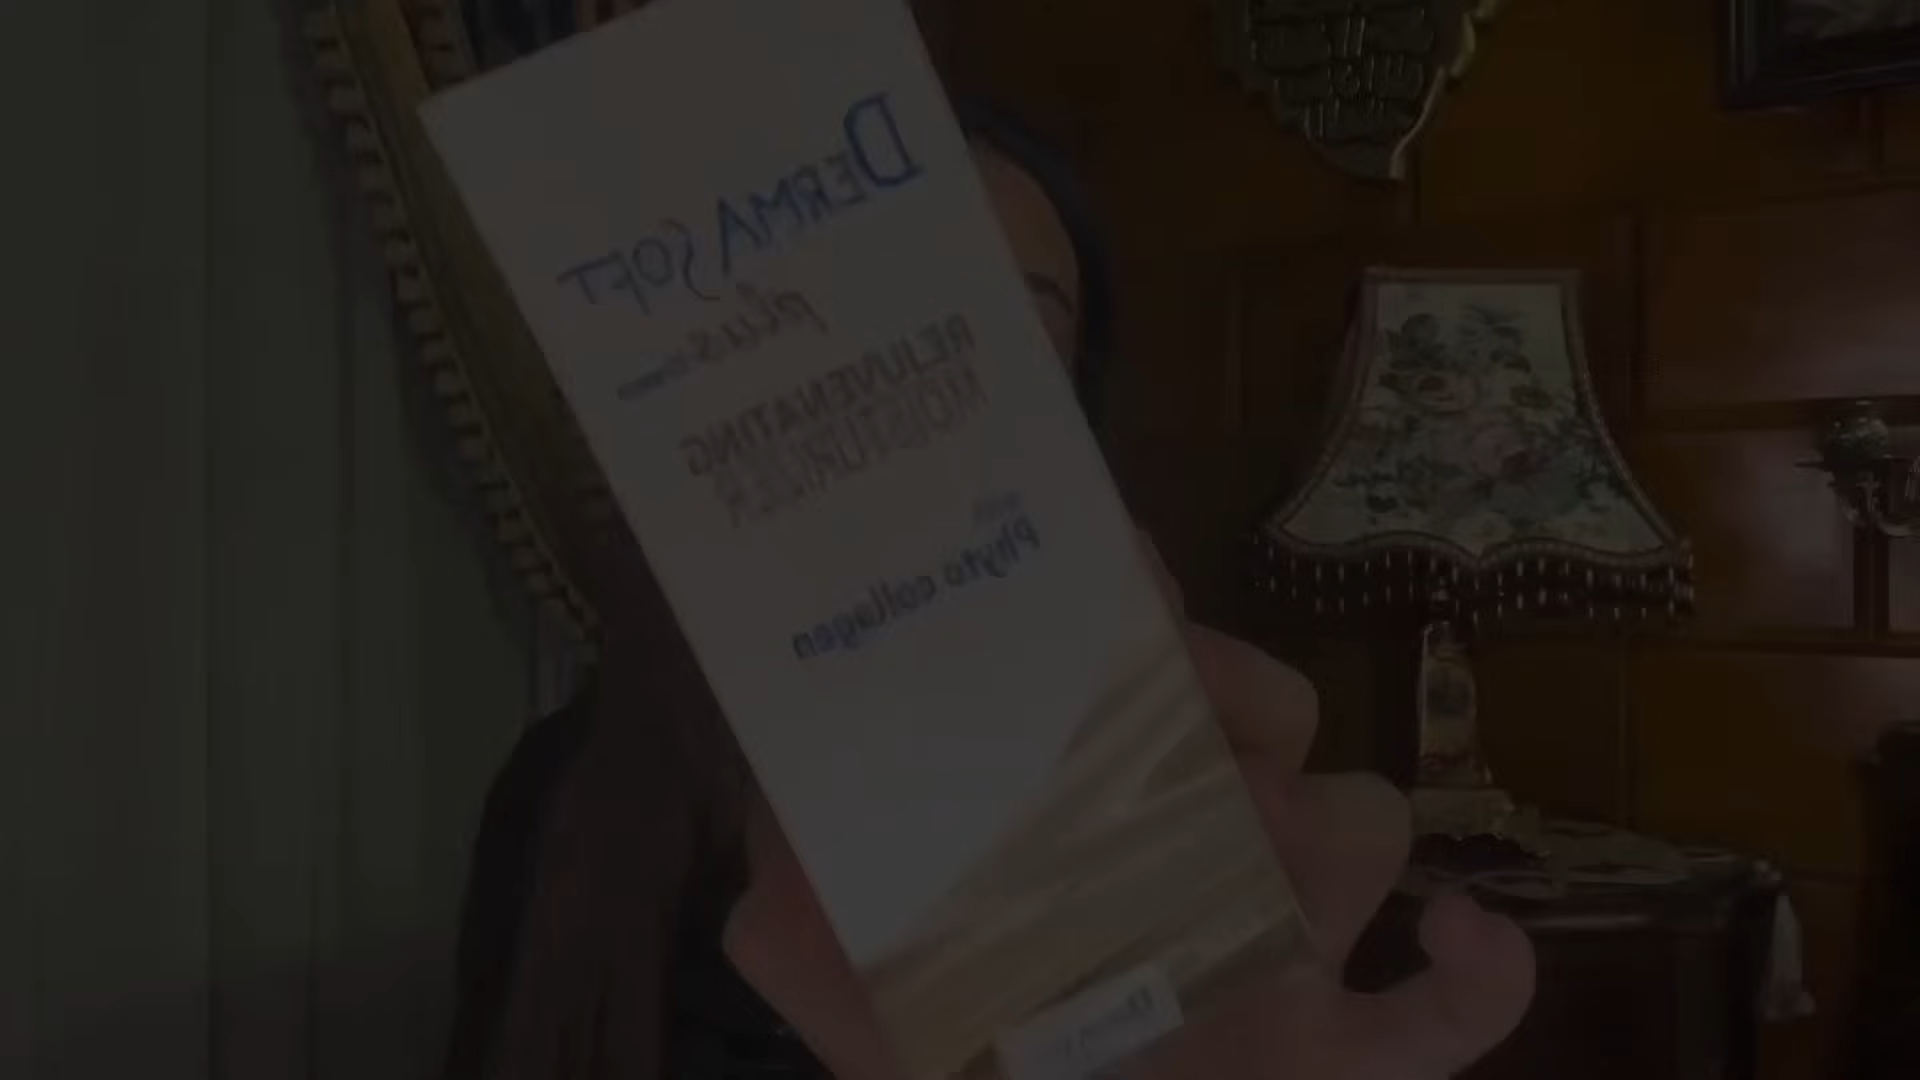 DERMA SOFT
plus
REJUVENATING
MOISTURIZER
with
phyto collagen